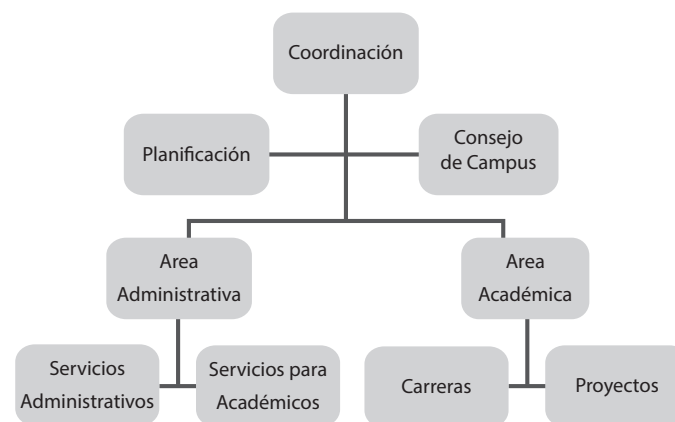 Coordinación
Planificación
Consejo
de Campus
Area
Administrativa
Area
Académica
Servicios
Administrativos
Servicios para
Académicos
Carreras
Proyectos